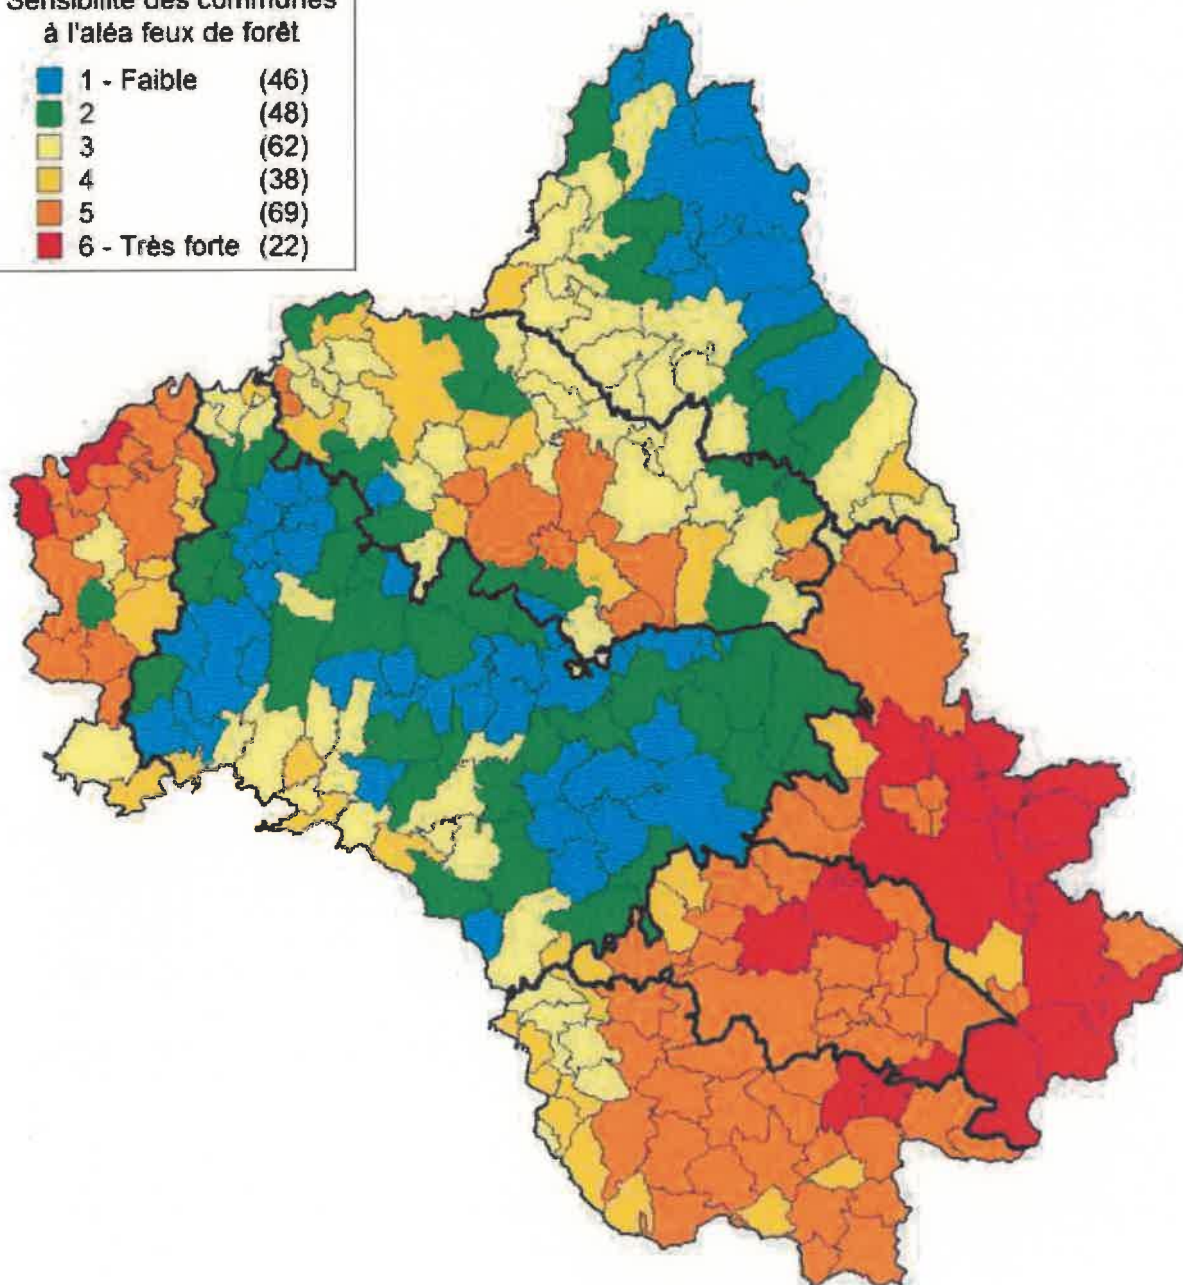 Sensibilité des communes
à l'aléa feux de forêt
1 - Faible (46)
2 (48)
3 (62)
4 (38)
5 (69)
6 - Très forte (22)